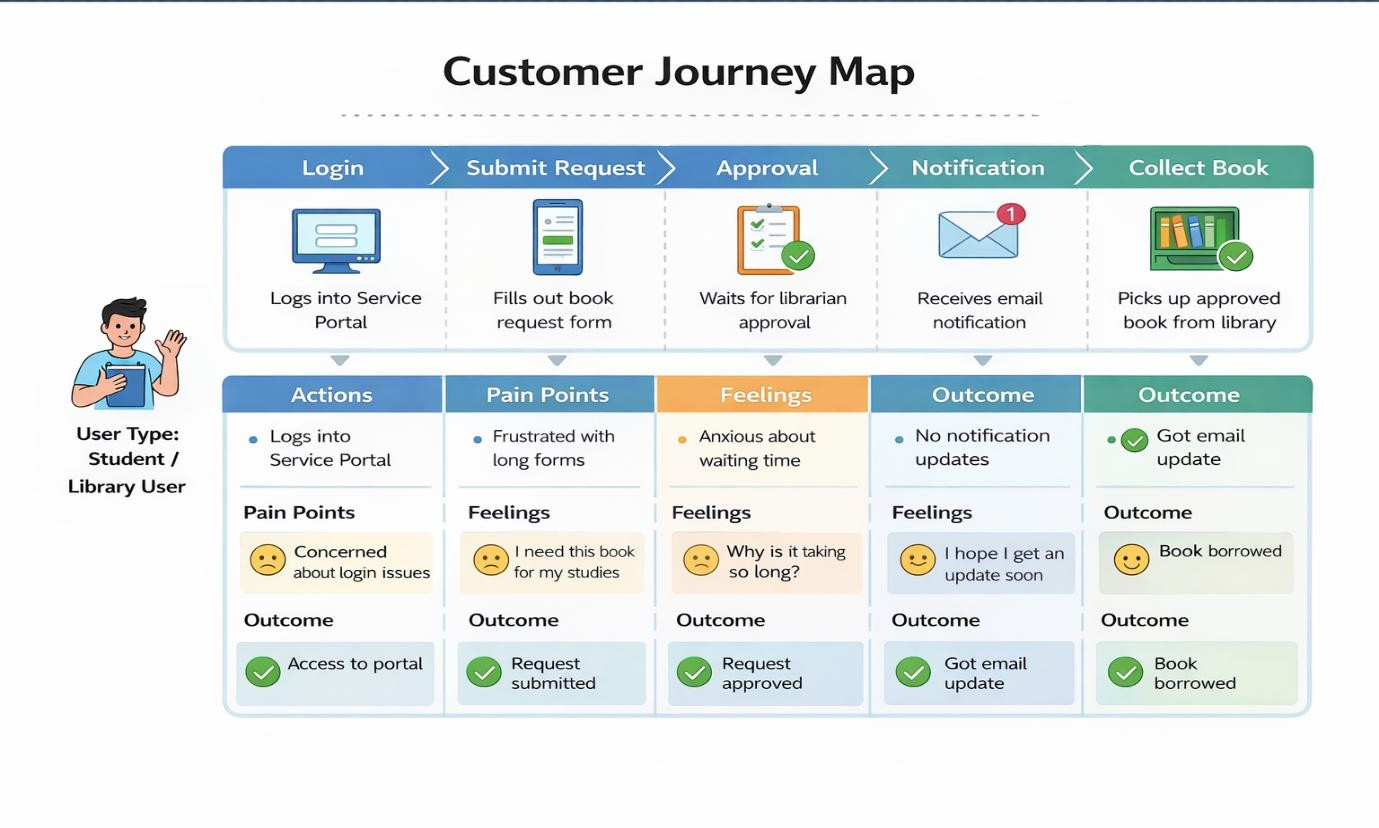 Customer Journey Map
Login
Submit Request
Approval
Notification
Collect Book
1
Logs into Service
Portal
Fills out book
request form
Waits for librarian
approval
Receives email
notification
Picks up approved
book from library
User Type:
Student /
Library User
Actions
Pain Points
Feelings
Outcome
Outcome
Logs into
Service Portal
Frustrated with
long forms
Anxious about
waiting time
No notification
updates
Got email
update
Pain Points
Feelings
Feelings
Feelings
Outcome
Concerned
about login issues
I need this book
for my studies
Why is it taking
so long?
I hope I get an
update soon
Book borrowed
Outcome
Outcome
Outcome
Outcome
Outcome
Access to portal
Request
submitted
Request
approved
Got email
update
Book
borrowed